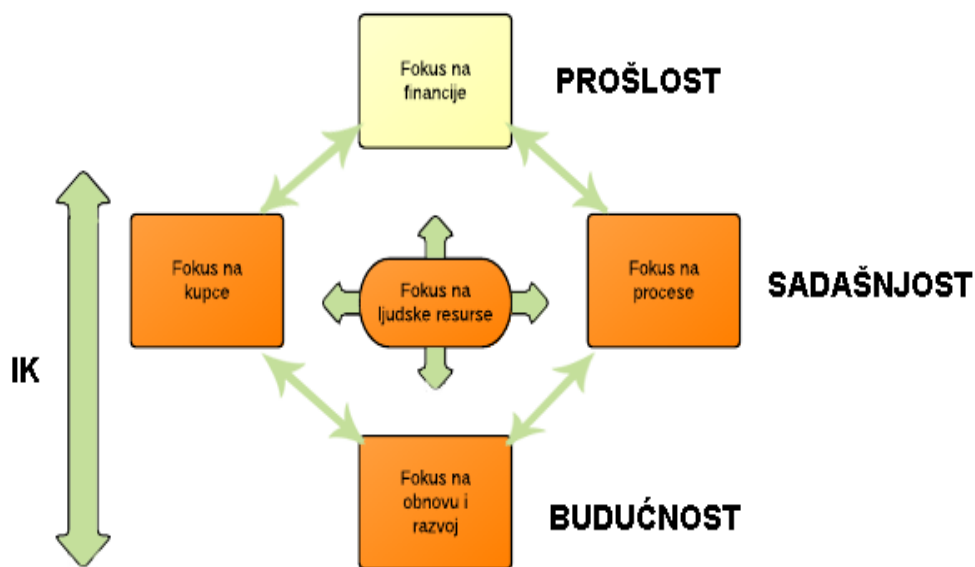 Fokus na
financije
PROŠLOST
Fokus na
kupce
Fokus na
ljudske resurse
Fokus na
procese
SADAŠNJOST
IK
Fokus na
obnovu i
razvoj
BUDUĆNOST